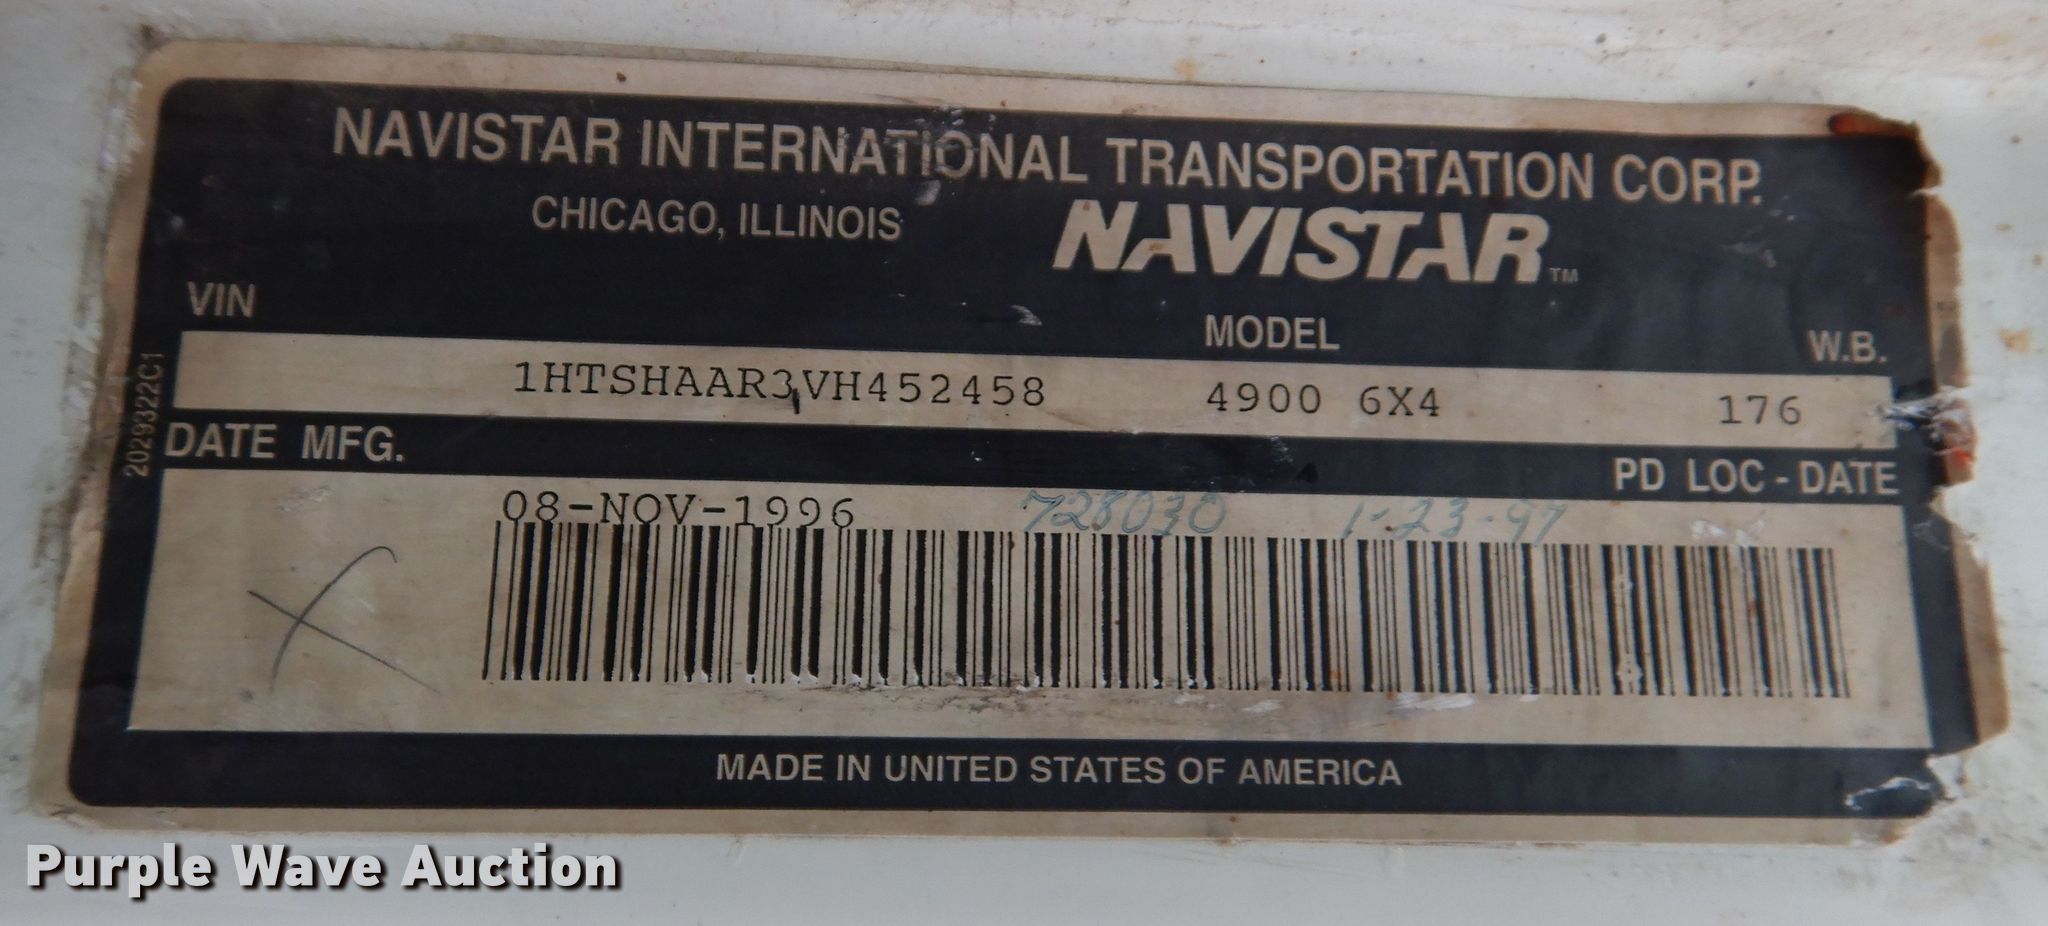 NAVISTAR INTERNATIONAL TRANSPORTATION CORP.
CHICAGO, ILLINOIS NAVISTAR™
VIN MODEL W.B.
1HTSHAAR3VH452458 4900 6X4 176
2029322C1
DATE MFG. PD LOC - DATE
08-NOV-1996 728030 1-23-97
MADE IN UNITED STATES OF AMERICA
Purple Wave Auction